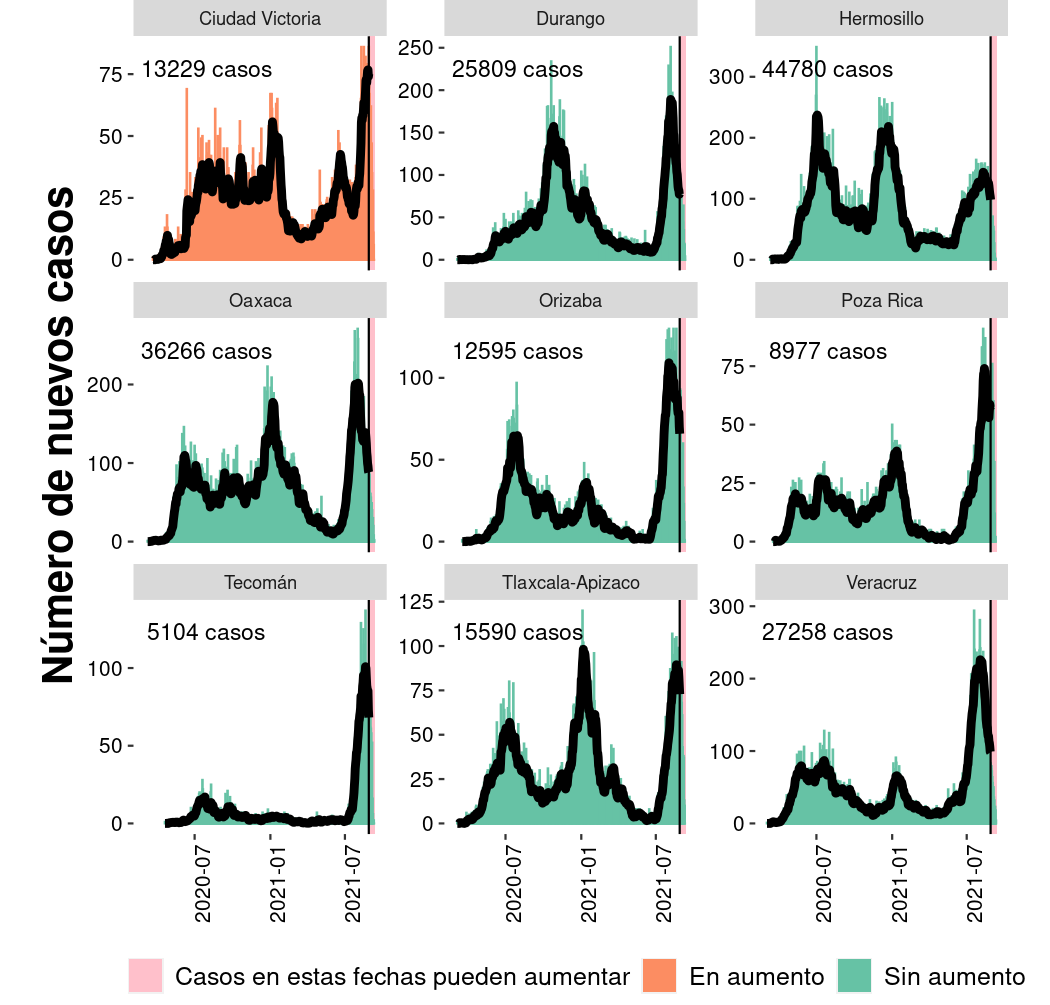 Número de nuevos casos
Ciudad Victoria
13229 casos
75
50
25
0
Durango
25809 casos
250
200
150
100
50
0
Hermosillo
44780 casos
300
200
100
0
Oaxaca
36266 casos
200
100
0
Orizaba
12595 casos
100
50
0
Poza Rica
8977 casos
75
50
25
0
Tecomán
5104 casos
100
50
0
Tlaxcala-Apizaco
15590 casos
125
100
75
50
25
0
Veracruz
27258 casos
300
200
100
0
2020-07
2021-01
2021-07
2020-07
2021-01
2021-07
2020-07
2021-01
2021-07
Casos en estas fechas pueden aumentar
En aumento
Sin aumento